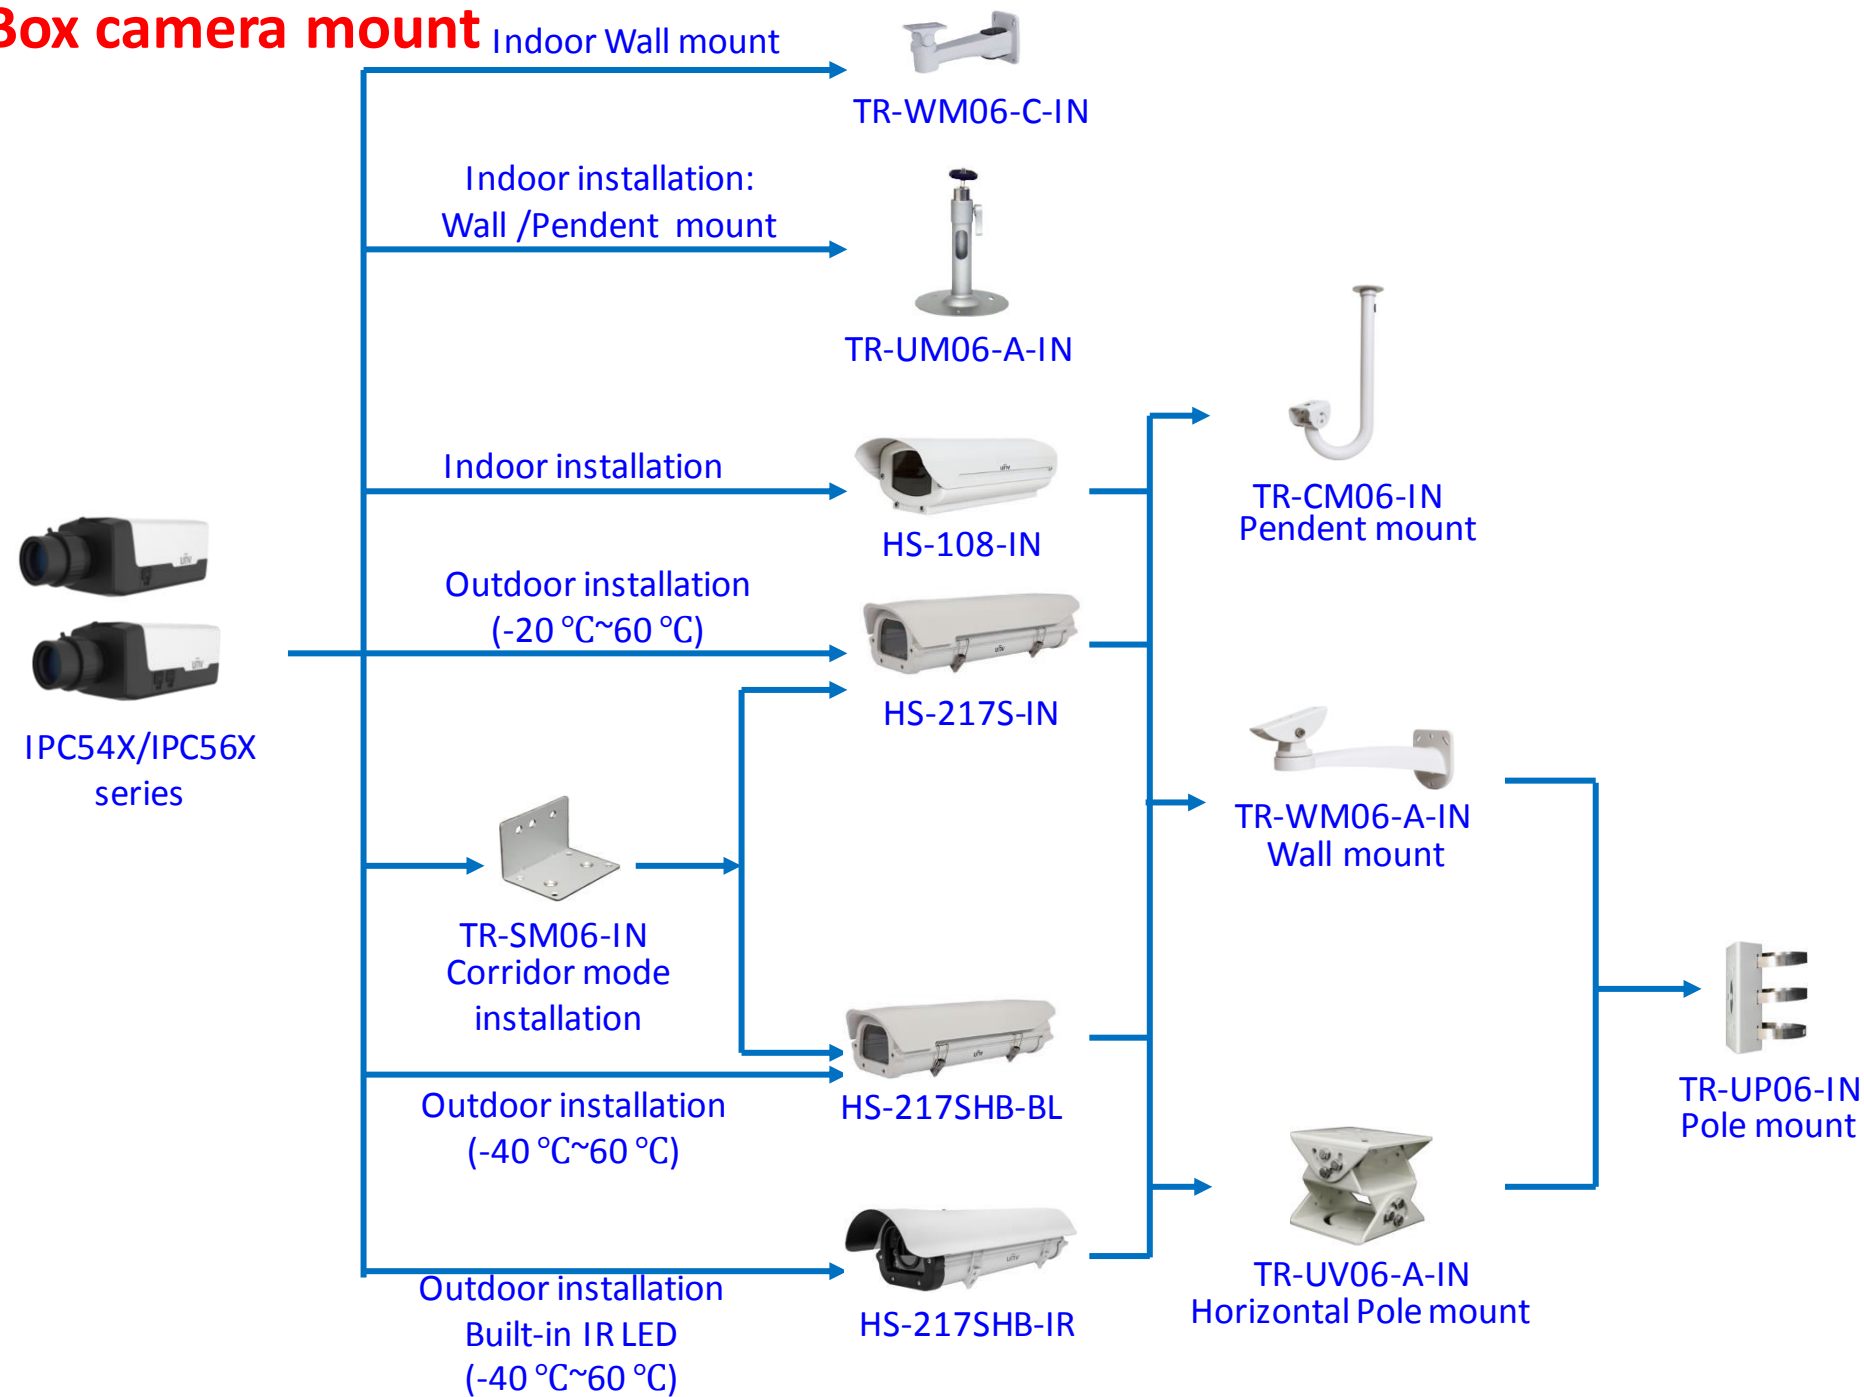 Box camera mount
Indoor Wall mount
TR-WM06-C-IN
Indoor installation:
Wall /Pendent mount
TR-UM06-A-IN
Indoor installation
HS-108-IN
TR-CM06-IN
Pendent mount
Outdoor installation
(-20 °C~60 °C)
HS-217S-IN
IPC54X/IPC56X
series
TR-WM06-A-IN
Wall mount
TR-SM06-IN
Corridor mode
installation
HS-217SHB-BL
Outdoor installation
(-40 °C~60 °C)
TR-UP06-IN
Pole mount
TR-UV06-A-IN
Horizontal Pole mount
HS-217SHB-IR
Outdoor installation
Built-in IR LED
(-40 °C~60 °C)